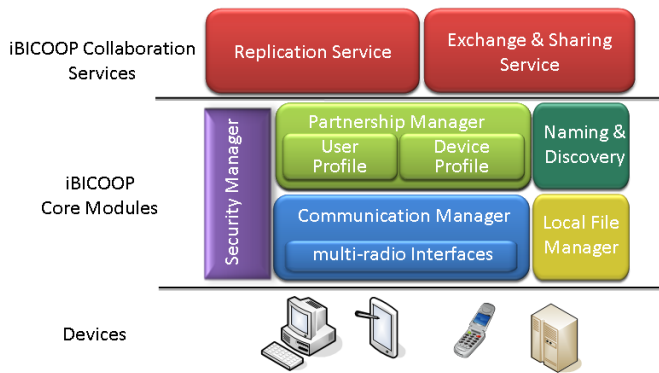 iBICOOP Collaboration
Services
Replication Service
Exchange & Sharing
Service
iBICOOP
Core Modules
Security Manager
Partnership Manager
User
Profile
Device
Profile
Naming &
Discovery
Communication Manager
multi-radio Interfaces
Local File
Manager
Devices